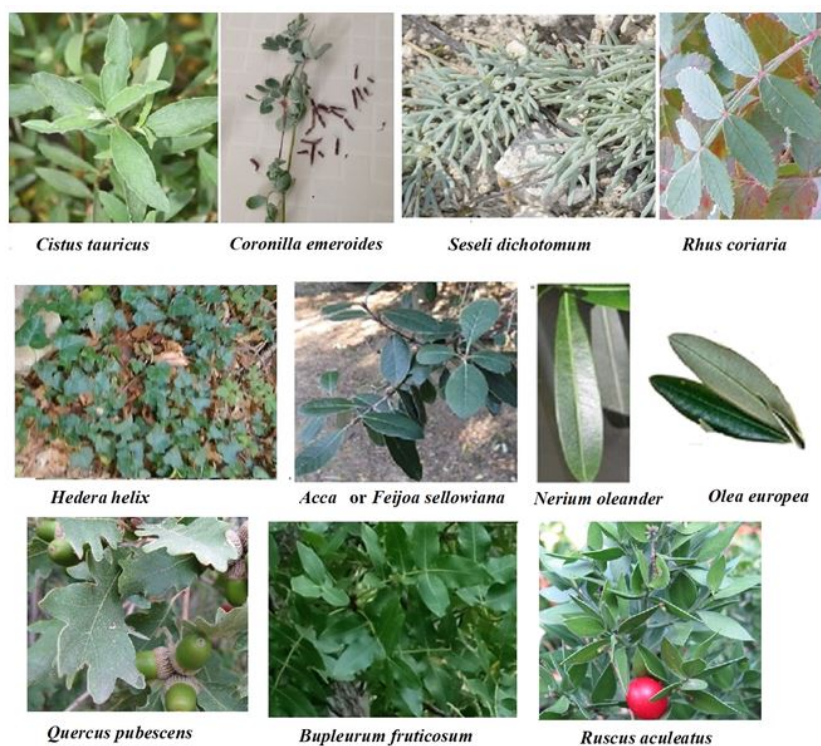 Cistus tauricus Coronilla emeroides Seseli dichotomum Rhus coriaria
Hedera helix Acca or Feijoa sellowiana Nerium oleander Olea europea
Quercus pubescens Bupleurum fruticosum Ruscus aculeatus